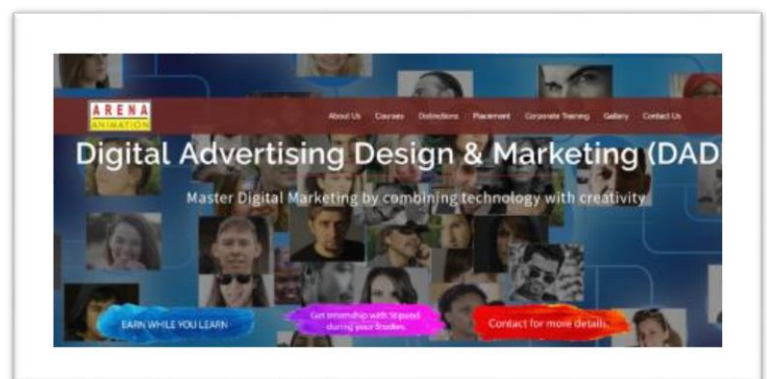 ARENA
ANIMATION
About Us Courses Distinctions Placement Corporate Training Gallery Contact Us
Digital Advertising Design & Marketing (DAD
Master Digital Marketing by combining technology with creativity
EARN WHILE YOU LEARN
Get Internship with Stipend
during your Studies.
Contact for more details.